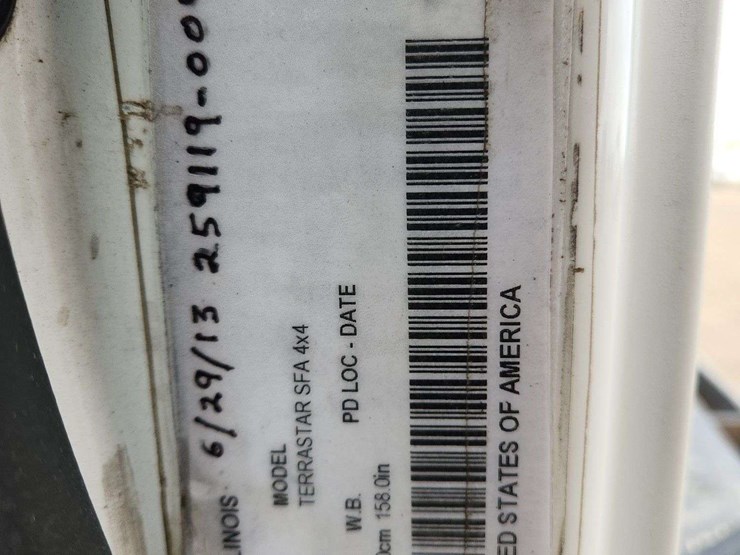 LINOIS 6/29/13 259119-00
MODEL
TERRASTAR SFA 4x4
W.B. PD LOC - DATE
cm 158.0in
ED STATES OF AMERICA